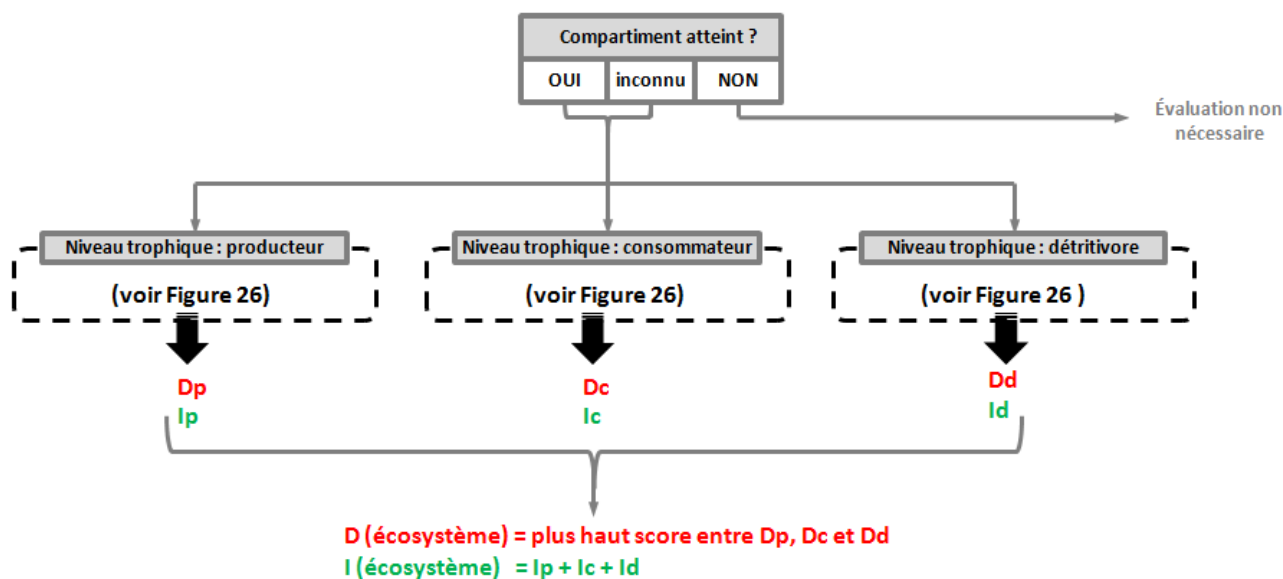 Compartiment atteint ?
OUI inconnu NON
Évaluation non
nécessaire
Niveau trophique : producteur
(voir Figure 26)
Dp
Ip
Niveau trophique : consommateur
(voir Figure 26)
Dc
Ic
Niveau trophique : détritivore
(voir Figure 26 )
Dd
Id
D (écosystème) = plus haut score entre Dp, Dc et Dd
I (écosystème) = Ip + Ic + Id